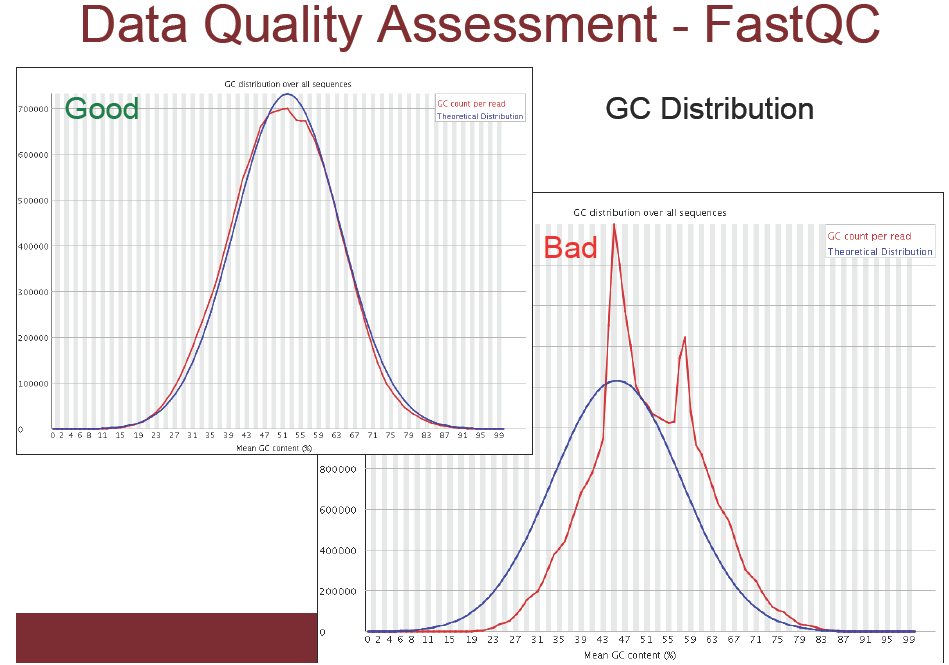 Data Quality Assessment - FastQC
GC distribution over all sequences
Good
GC count per read
Theoretical Distribution
700000
600000
500000
400000
300000
200000
100000
0
0 2 4 6 8 11 15 19 23 27 31 35 39 43 47 51 55 59 63 67 71 75 79 83 87 91 95 99
Mean GC content (%)
GC Distribution
GC distribution over all sequences
Bad
GC count per read
Theoretical Distribution
800000
600000
400000
200000
0
0 2 4 6 8 11 15 19 23 27 31 35 39 43 47 51 55 59 63 67 71 75 79 83 87 91 95 99
Mean GC content (%)